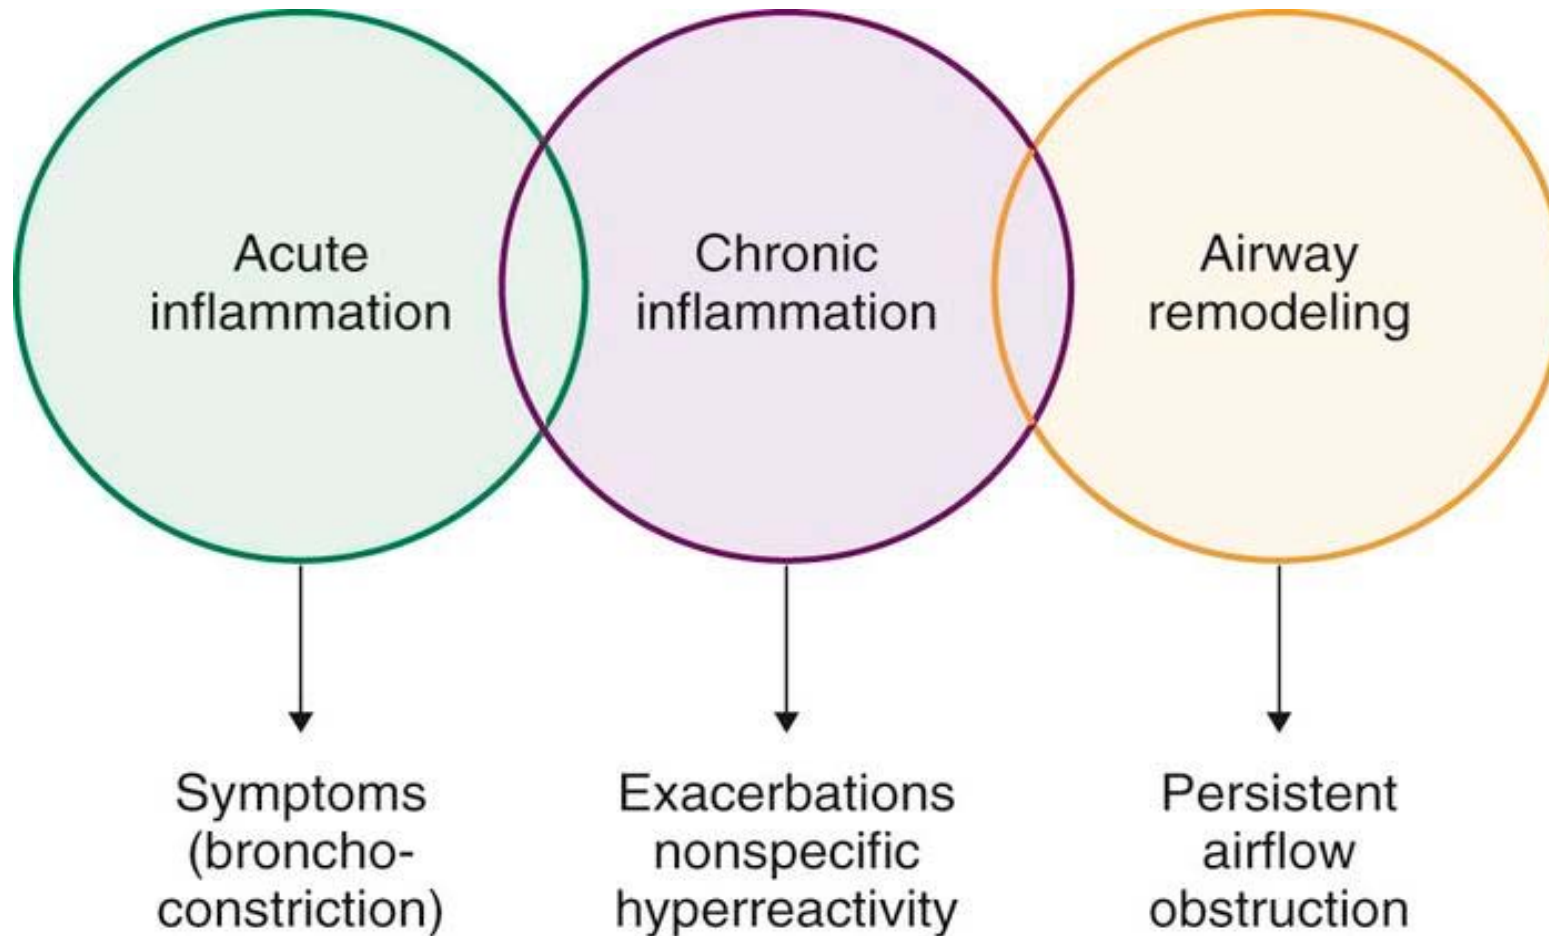 Acute
inflammation
Chronic
inflammation
Airway
remodeling
Symptoms
(broncho-
constriction)
Exacerbations
nonspecific
hyperreactivity
Persistent
airflow
obstruction